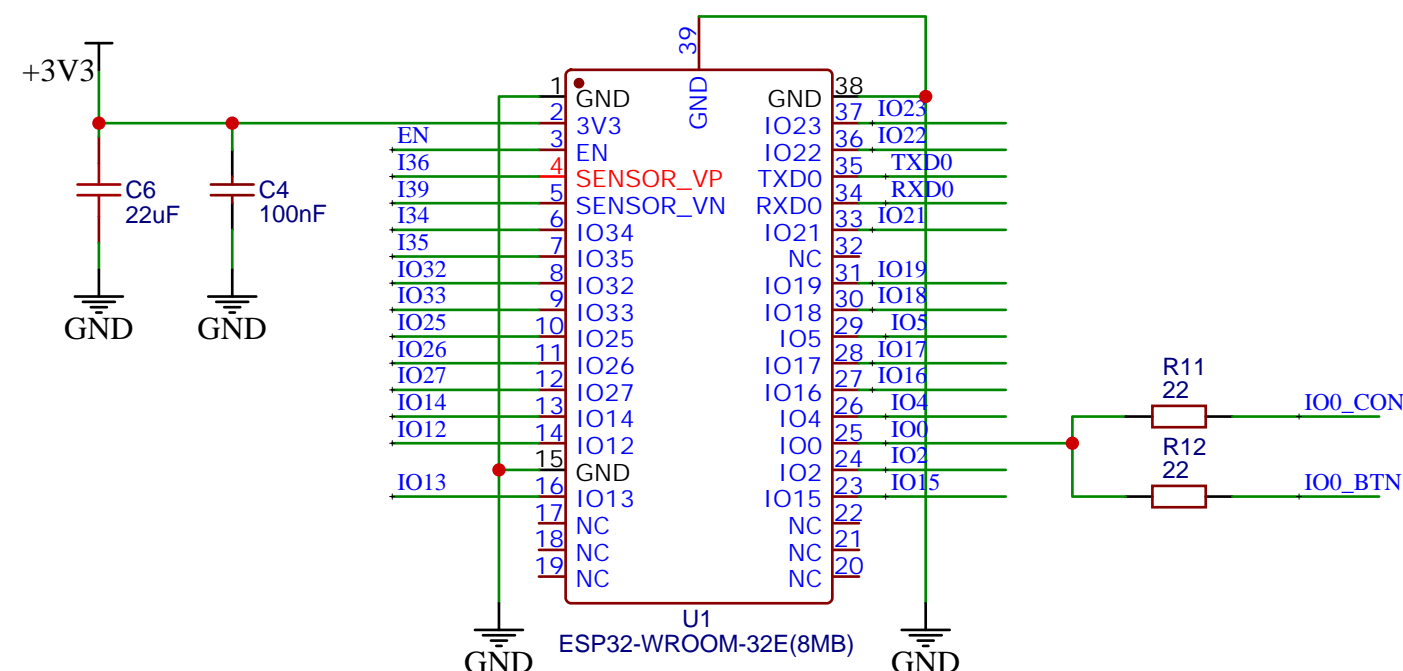 +3V3
C6
22uF
C4
100nF
GND
GND
EN
I36
I39
I34
I35
IO32
IO33
IO25
IO26
IO27
IO14
IO12
IO13
1 GND
2 3V3
3 EN
4 SENSOR_VP
5 SENSOR_VN
6 IO34
7 IO35
8 IO32
9 IO33
10 IO25
11 IO26
12 IO27
13 IO14
14 IO12
15 GND
16 IO13
17 NC
18 NC
19 NC
39 GND
GND 38
IO23 37
IO22 36
TXD0 35
RXD0 34
IO21 33
NC 32
IO19 31
IO18 30
IO5 29
IO17 28
IO16 27
IO4 26
IO0 25
IO2 24
IO15 23
NC 22
NC 21
NC 20
IO23
IO22
TXD0
RXD0
IO21
IO19
IO18
IO5
IO17
IO16
IO4
IO0
IO2
IO15
R11
22
IO0_CON
R12
22
IO0_BTN
U1
ESP32-WROOM-32E(8MB)
GND
GND